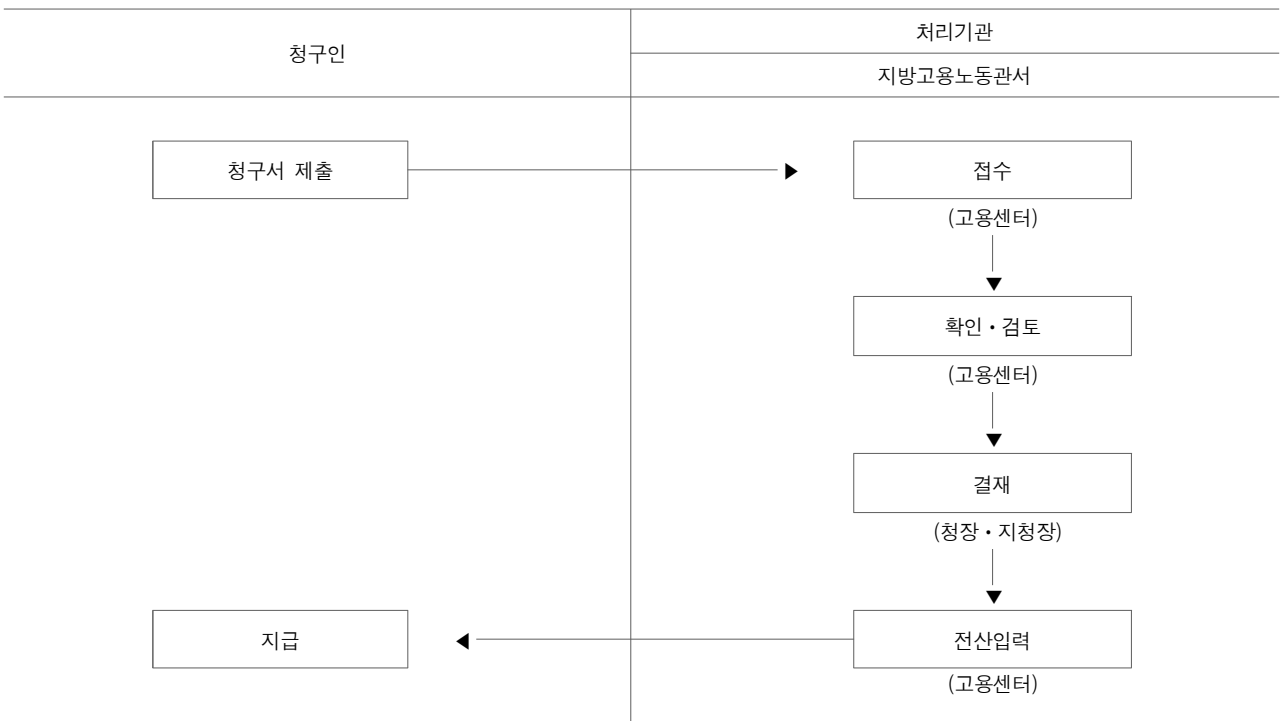 청구인
처리기관
지방고용노동관서
청구서 제출
접수
(고용센터)
확인・검토
(고용센터)
결재
(청장・지청장)
지급
전산입력
(고용센터)